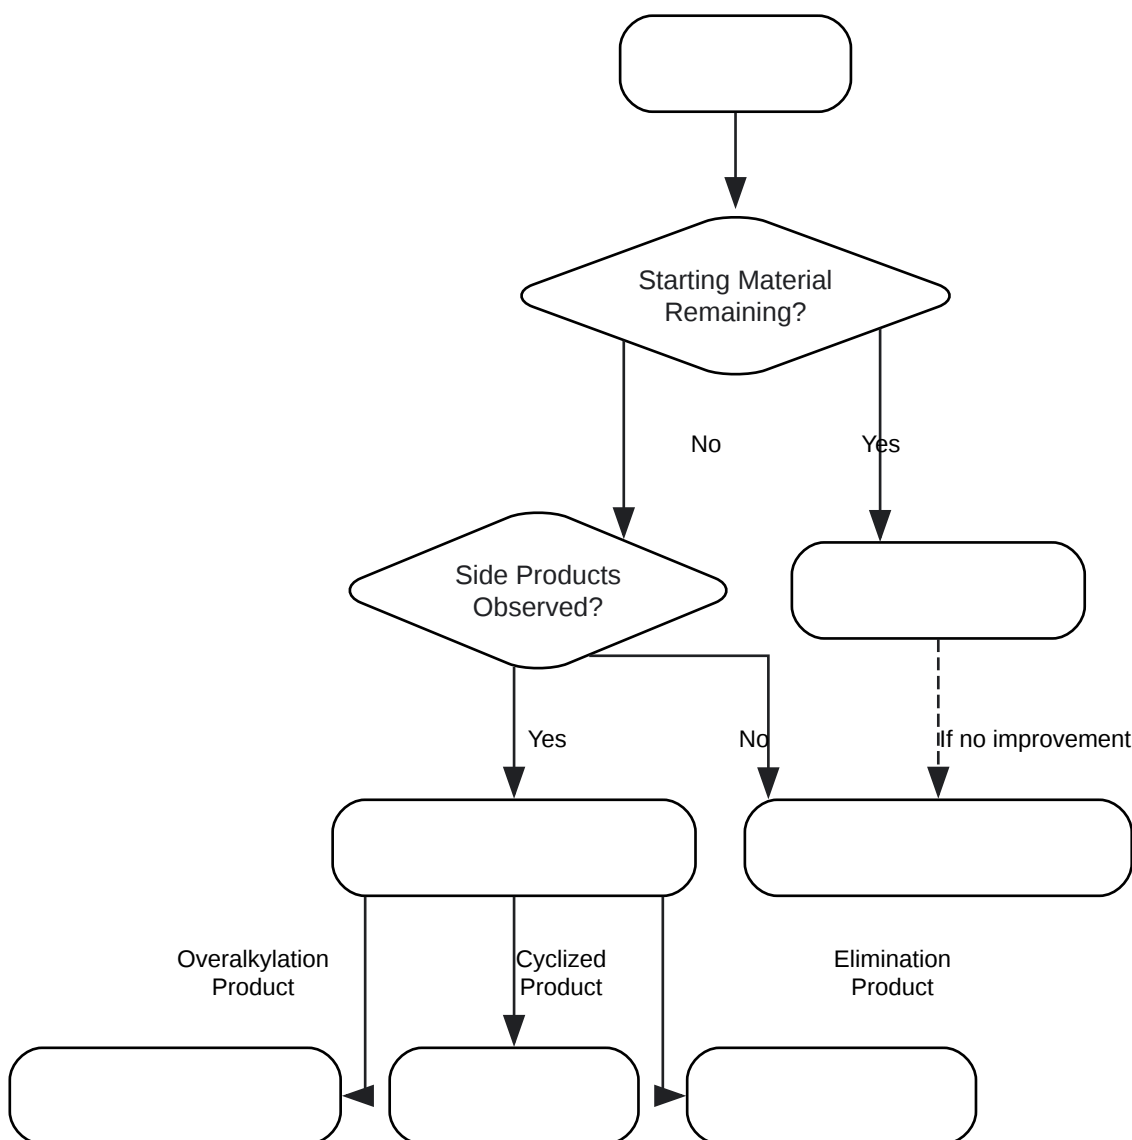 Starting Material
Remaining?
No
Yes
Side Products
Observed?
Yes
No
If no improvement
Overalkylation
Product
Cyclized
Product
Elimination
Product